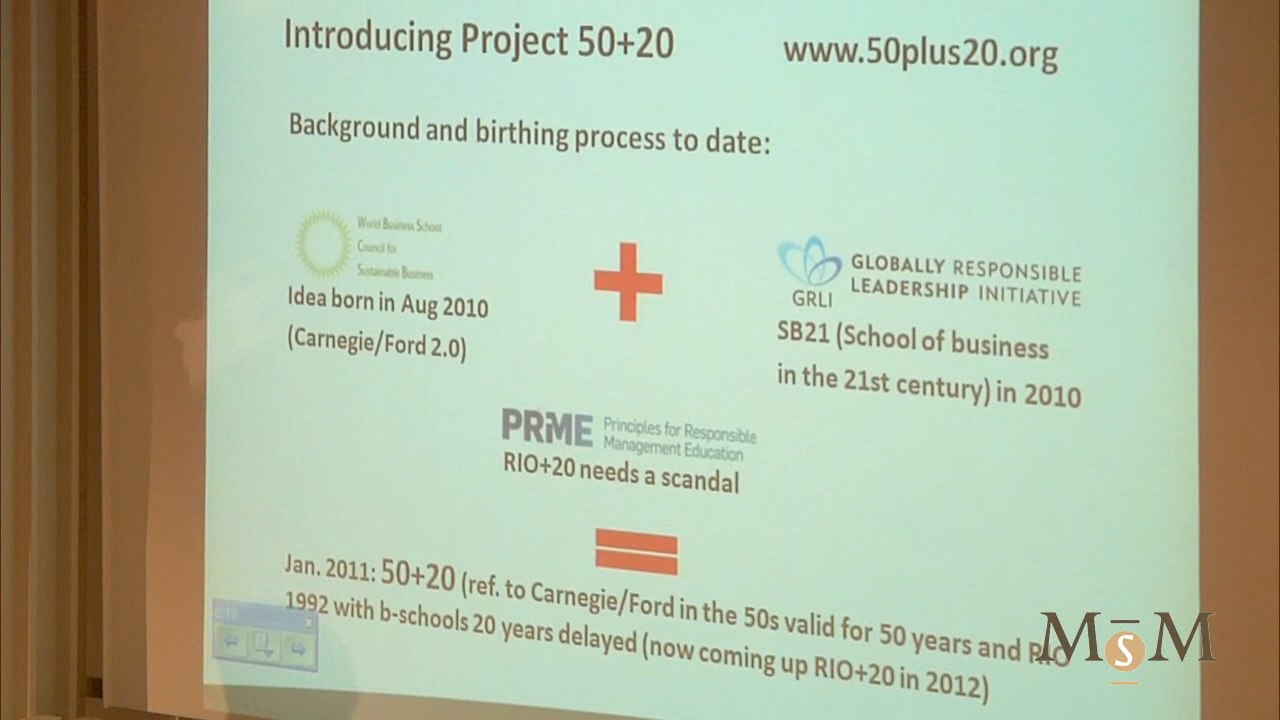 Introducing Project 50+20
www.50plus20.org
Background and birthing process to date:
World Business School
Council for
Sustainable Business
Idea born in Aug 2010
(Carnegie/Ford 2.0)
GRLI
GLOBALLY RESPONSIBLE
LEADERSHIP INITIATIVE
SB21 (School of business
in the 21st century) in 2010
PRME
Principles for Responsible
Management Education
RIO+20 needs a scandal
Jan. 2011: 50+20 (ref. to Carnegie/Ford in the 50s valid for 50 years and RIO
1992 with b-schools 20 years delayed (now coming up RIO+20 in 2012)
MSM